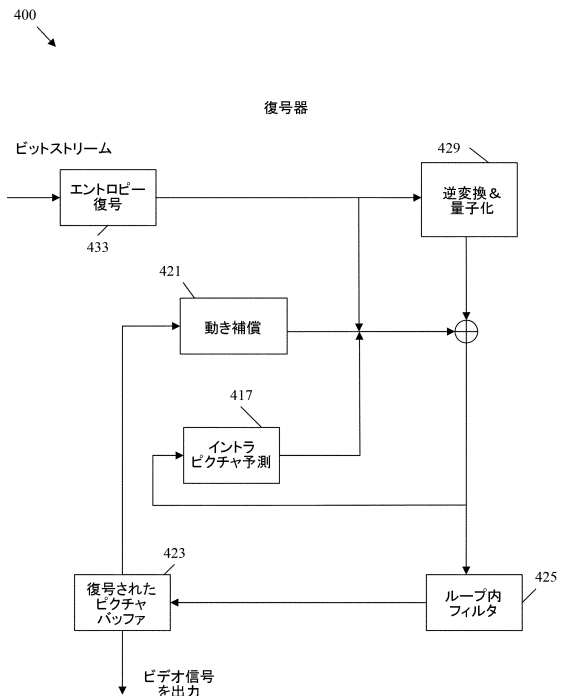 400
復号器
ビットストリーム
429
エントロピー
復号
逆変換&
量子化
433
421
動き補償
417
イントラ
ピクチャ予測
423
復号された
ピクチャ
バッファ
ループ内
フィルタ
425
ビデオ信号
を出力